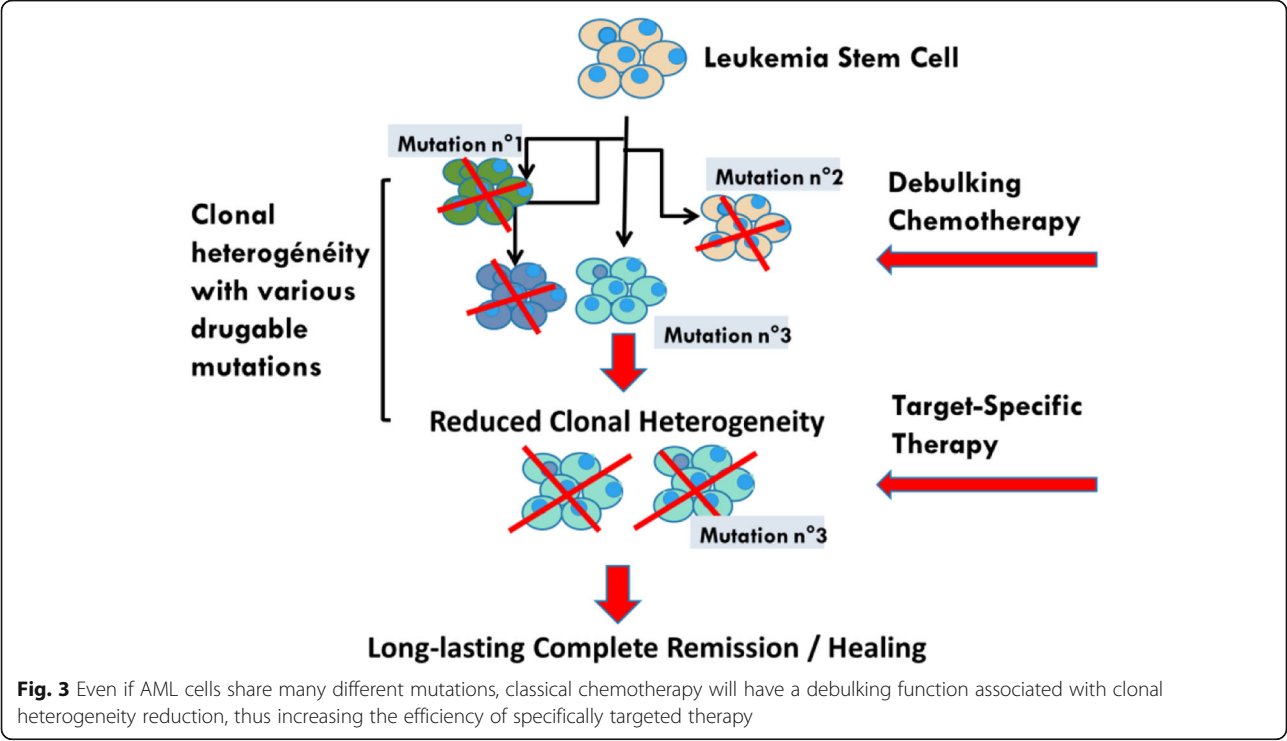 Leukemia Stem Cell
Mutation n°1
Mutation n°2
Debulking
Chemotherapy
Clonal
heterogénéity
with various
drugable
mutations
Mutation n°3
Reduced Clonal Heterogeneity
Target-Specific
Therapy
Mutation n°3
Long-lasting Complete Remission / Healing
Fig. 3 Even if AML cells share many different mutations, classical chemotherapy will have a debulking function associated with clonal
heterogeneity reduction, thus increasing the efficiency of specifically targeted therapy